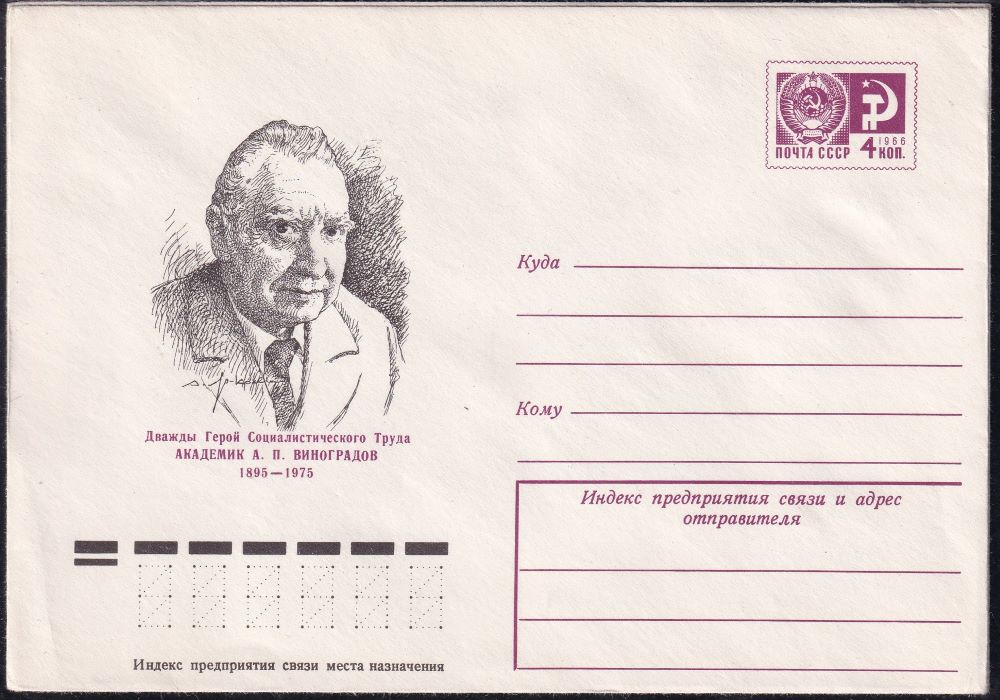 ПОЧТА СССР
1966
4 КОП.
Куда
Кому
Дважды Герой Социалистического Труда
АКАДЕМИК А. П. ВИНОГРАДОВ
1895—1975
Индекс предприятия связи и адрес
отправителя
Индекс предприятия связи места назначения